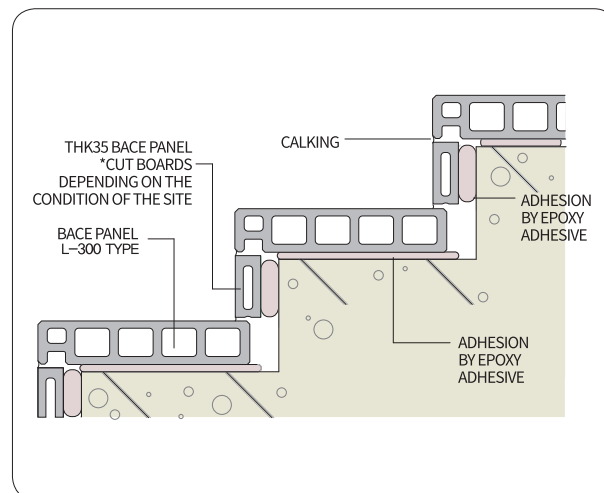 THK35 BACE PANEL
*CUT BOARDS
DEPENDING ON THE
CONDITION OF THE SITE
BACE PANEL
L-300 TYPE
CALKING
ADHESION
BY EPOXY
ADHESIVE
ADHESION
BY EPOXY
ADHESIVE